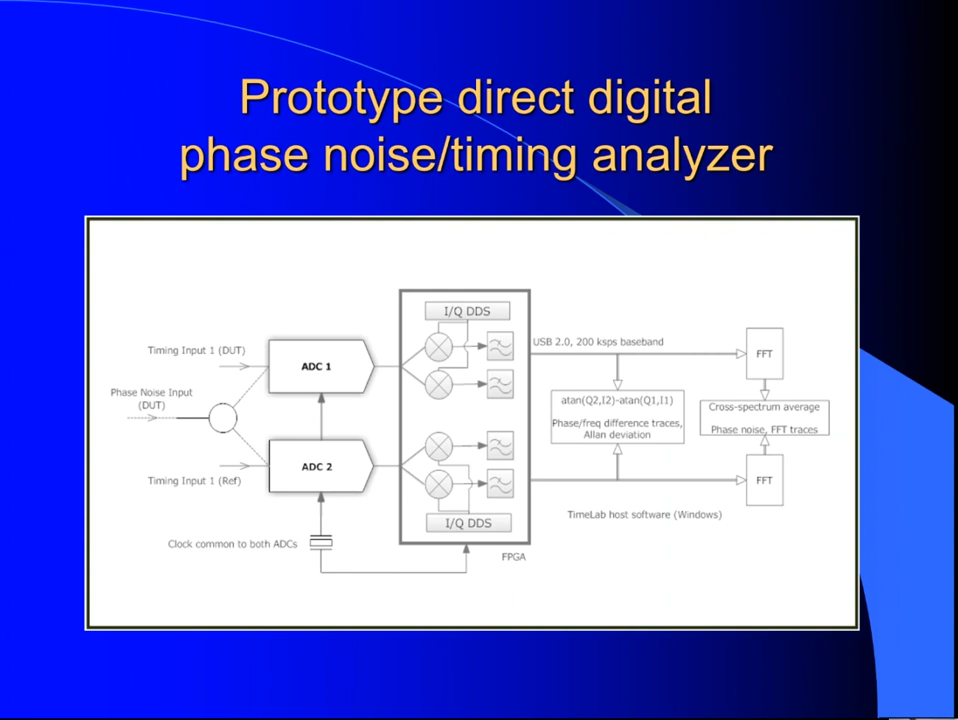 Prototype direct digital
phase noise/timing analyzer
I/Q DDS
Timing Input 1 (DUT)
ADC 1
USB 2.0, 200 ksps baseband
FFT
Phase Noise Input
(DUT)
atan(Q2,I2)-atan(Q1,I1)
Phase/freq difference traces,
Allan deviation
Cross-spectrum average
Phase noise, FFT traces
ADC 2
Timing Input 1 (Ref)
FFT
I/Q DDS
TimeLab host software (Windows)
Clock common to both ADCs
FPGA